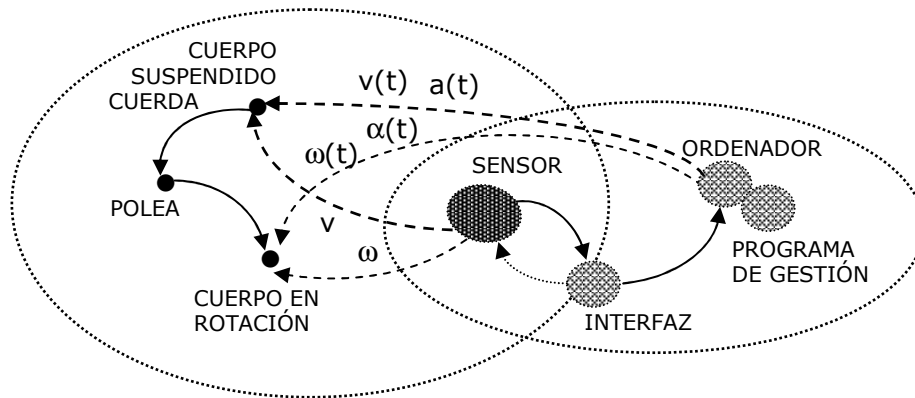 CUERPO
SUSPENDIDO
CUERDA
v(t) a(t)
α(t)
ω(t)
SENSOR
ORDENADOR
POLEA
v
ω
PROGRAMA
DE GESTIÓN
CUERPO EN
ROTACIÓN
INTERFAZ